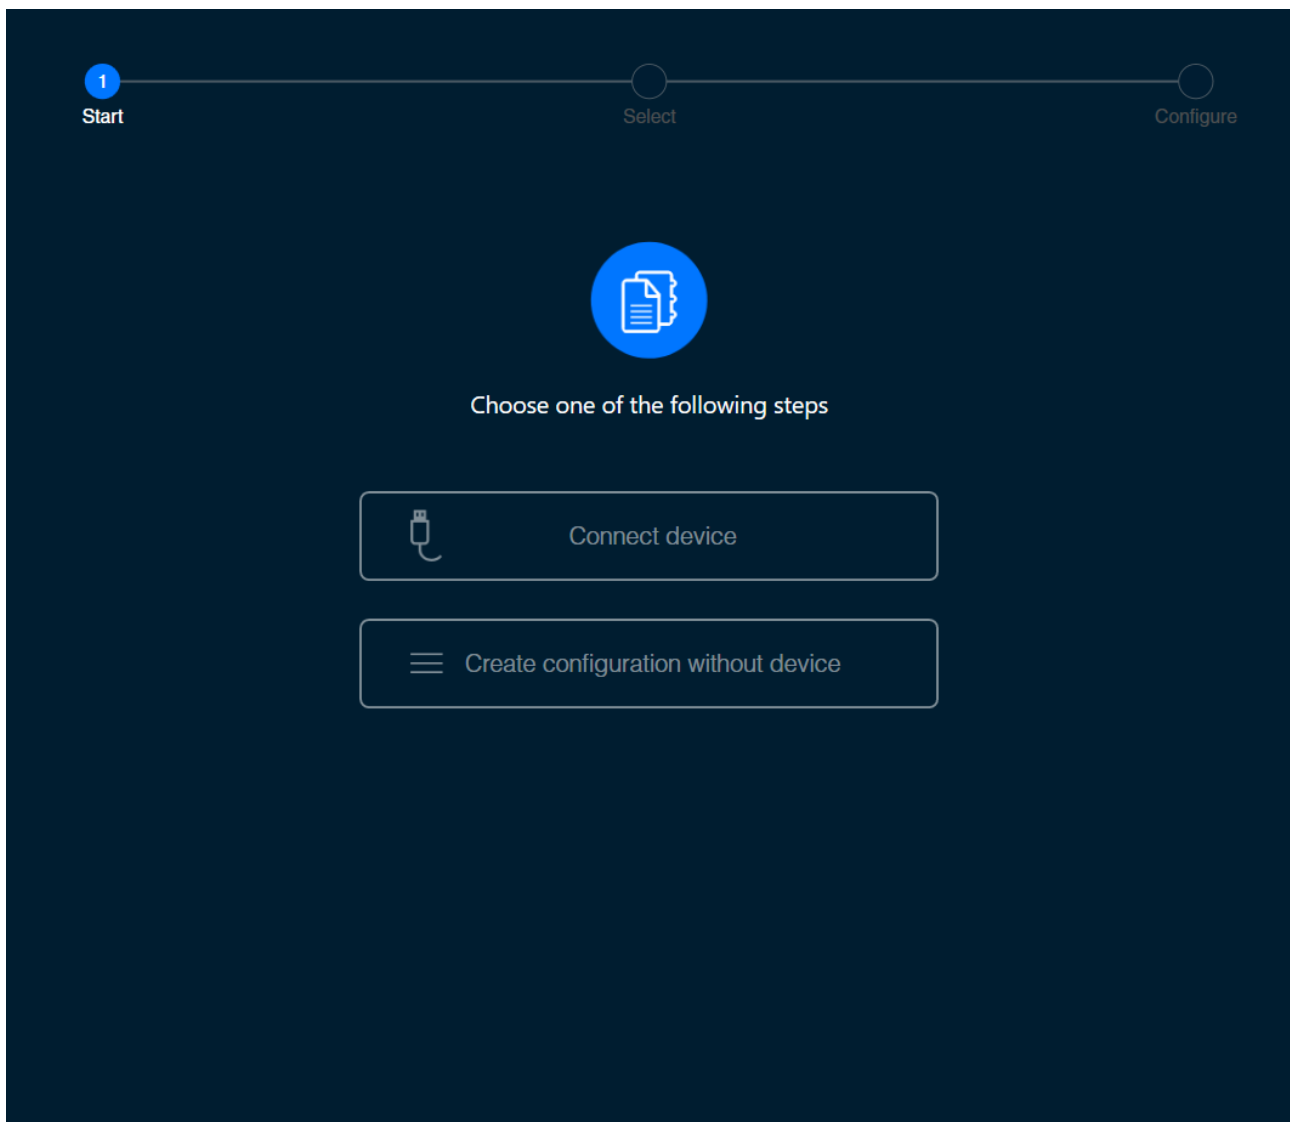 1
Start
Select
Configure
Choose one of the following steps
Connect device
Create configuration without device